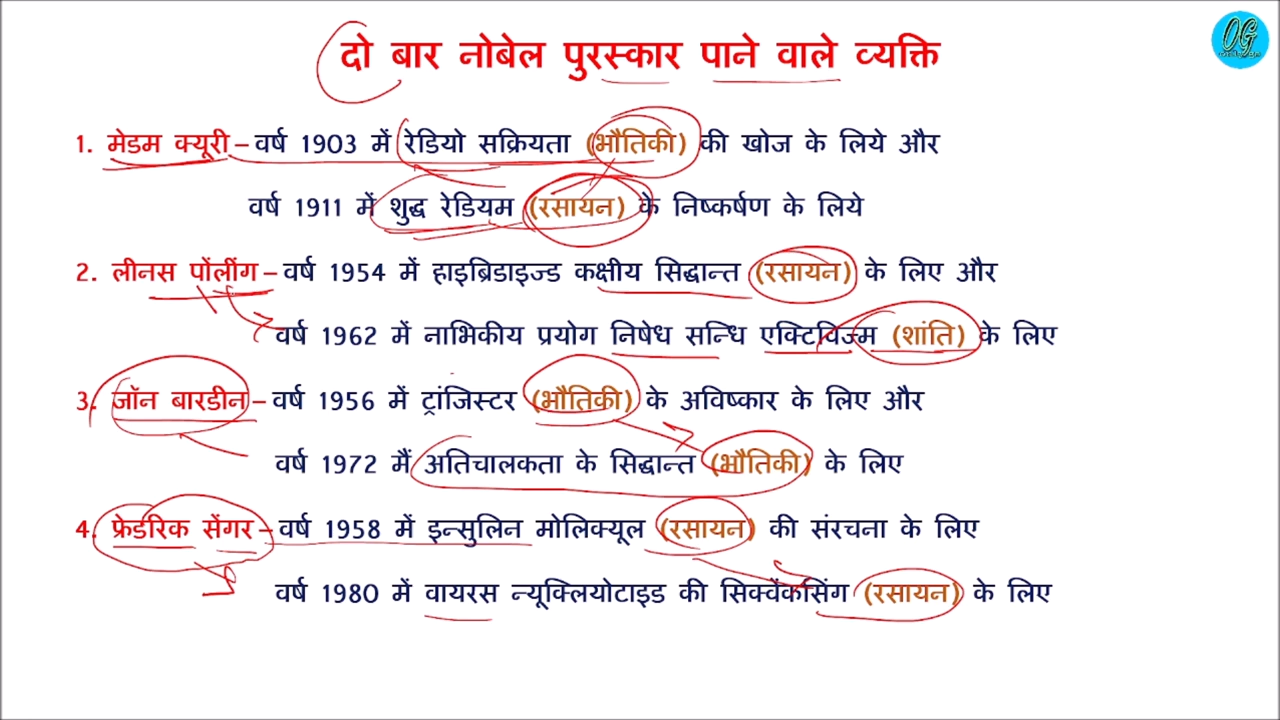 OG
दो बार नोबेल पुरस्कार पाने वाले व्यक्ति
1. मेडम क्यूरी – वर्ष 1903 में रेडियो सक्रियता (भौतिकी) की खोज के लिये और
वर्ष 1911 में शुद्ध रेडियम (रसायन) के निष्कर्षण के लिये
2. लीनस पोंलींग – वर्ष 1954 में हाइब्रिडाइज्ड कक्षीय सिद्धान्त (रसायन) के लिए और
वर्ष 1962 में नाभिकीय प्रयोग निषेध सन्धि एक्टिविज्म (शांति) के लिए
3. जॉन बारडीन – वर्ष 1956 में ट्रांजिस्टर (भौतिकी) के अविष्कार के लिए और
वर्ष 1972 मैं अतिचालकता के सिद्धान्त (भौतिकी) के लिए
4. फ्रेडरिक सेंगर – वर्ष 1958 में इन्सुलिन मोलिक्यूल (रसायन) की संरचना के लिए
वर्ष 1980 में वायरस न्यूक्लियोटाइड की सिक्वेंकसिंग (रसायन) के लिए